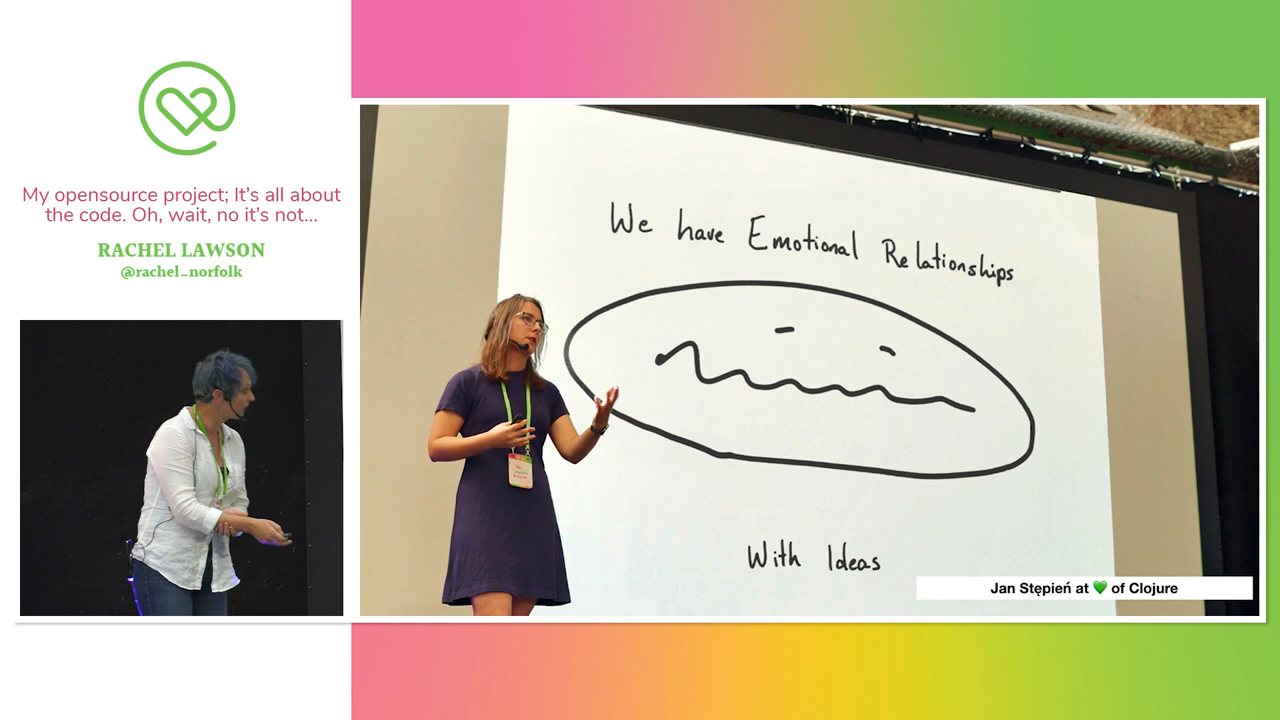 My opensource project; It's all about
the code. Oh, wait, no it's not...
RACHEL LAWSON
@rachel_norfolk
We have Emotional Relationships
With Ideas
Jan Stępień at 💚 of Clojure